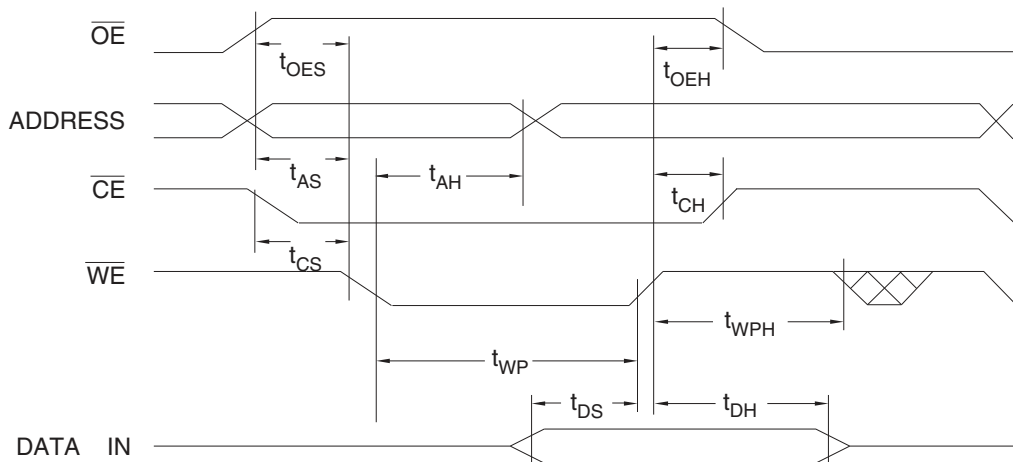 OE
tOES
tOEH
ADDRESS
tAS
tAH
CE
tCH
tCS
WE
tWPH
tWP
tDS
tDH
DATA IN